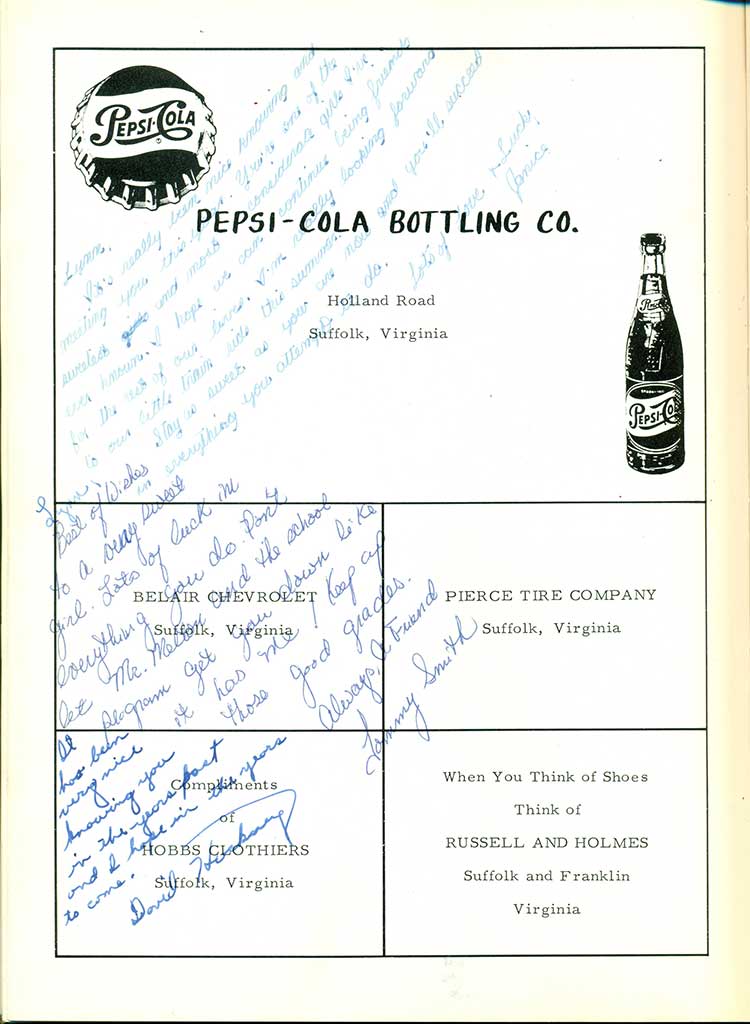 PEPSI-COLA
PEPSI-COLA BOTTLING CO.
Holland Road
Suffolk, Virginia
PEPSI-CO
Lynn,
It's really been nice knowing and
meeting you this year. You're one of the
sweetest and most considerate girls I've
ever known. I hope we can continue being friends
for the rest of our lives. I'm really looking forward
to our little train ride this summer.
Stay as sweet as you are now and you'll succeed
in everything you attempt to do.
Lots of love & Luck,
Janice
Lynn,
Best of Wishes
to a very sweet
girl. Lots of luck in
everything you do. Don't
let Mr. and the school
program get you down like
it has me! Keep up
those good grades.
Always, A Friend
Tommy Smith
BELAIR CHEVROLET
Suffolk, Virginia
PIERCE TIRE COMPANY
Suffolk, Virginia
It
has been
very nice
knowing you
in the years past
and I hope in the years
to come.
David
Compliments
of
HOBBS CLOTHIERS
Suffolk, Virginia
When You Think of Shoes
Think of
RUSSELL AND HOLMES
Suffolk and Franklin
Virginia